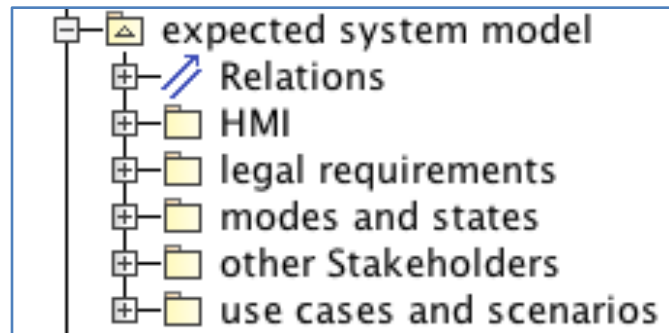 expected system model
Relations
HMI
legal requirements
modes and states
other Stakeholders
use cases and scenarios